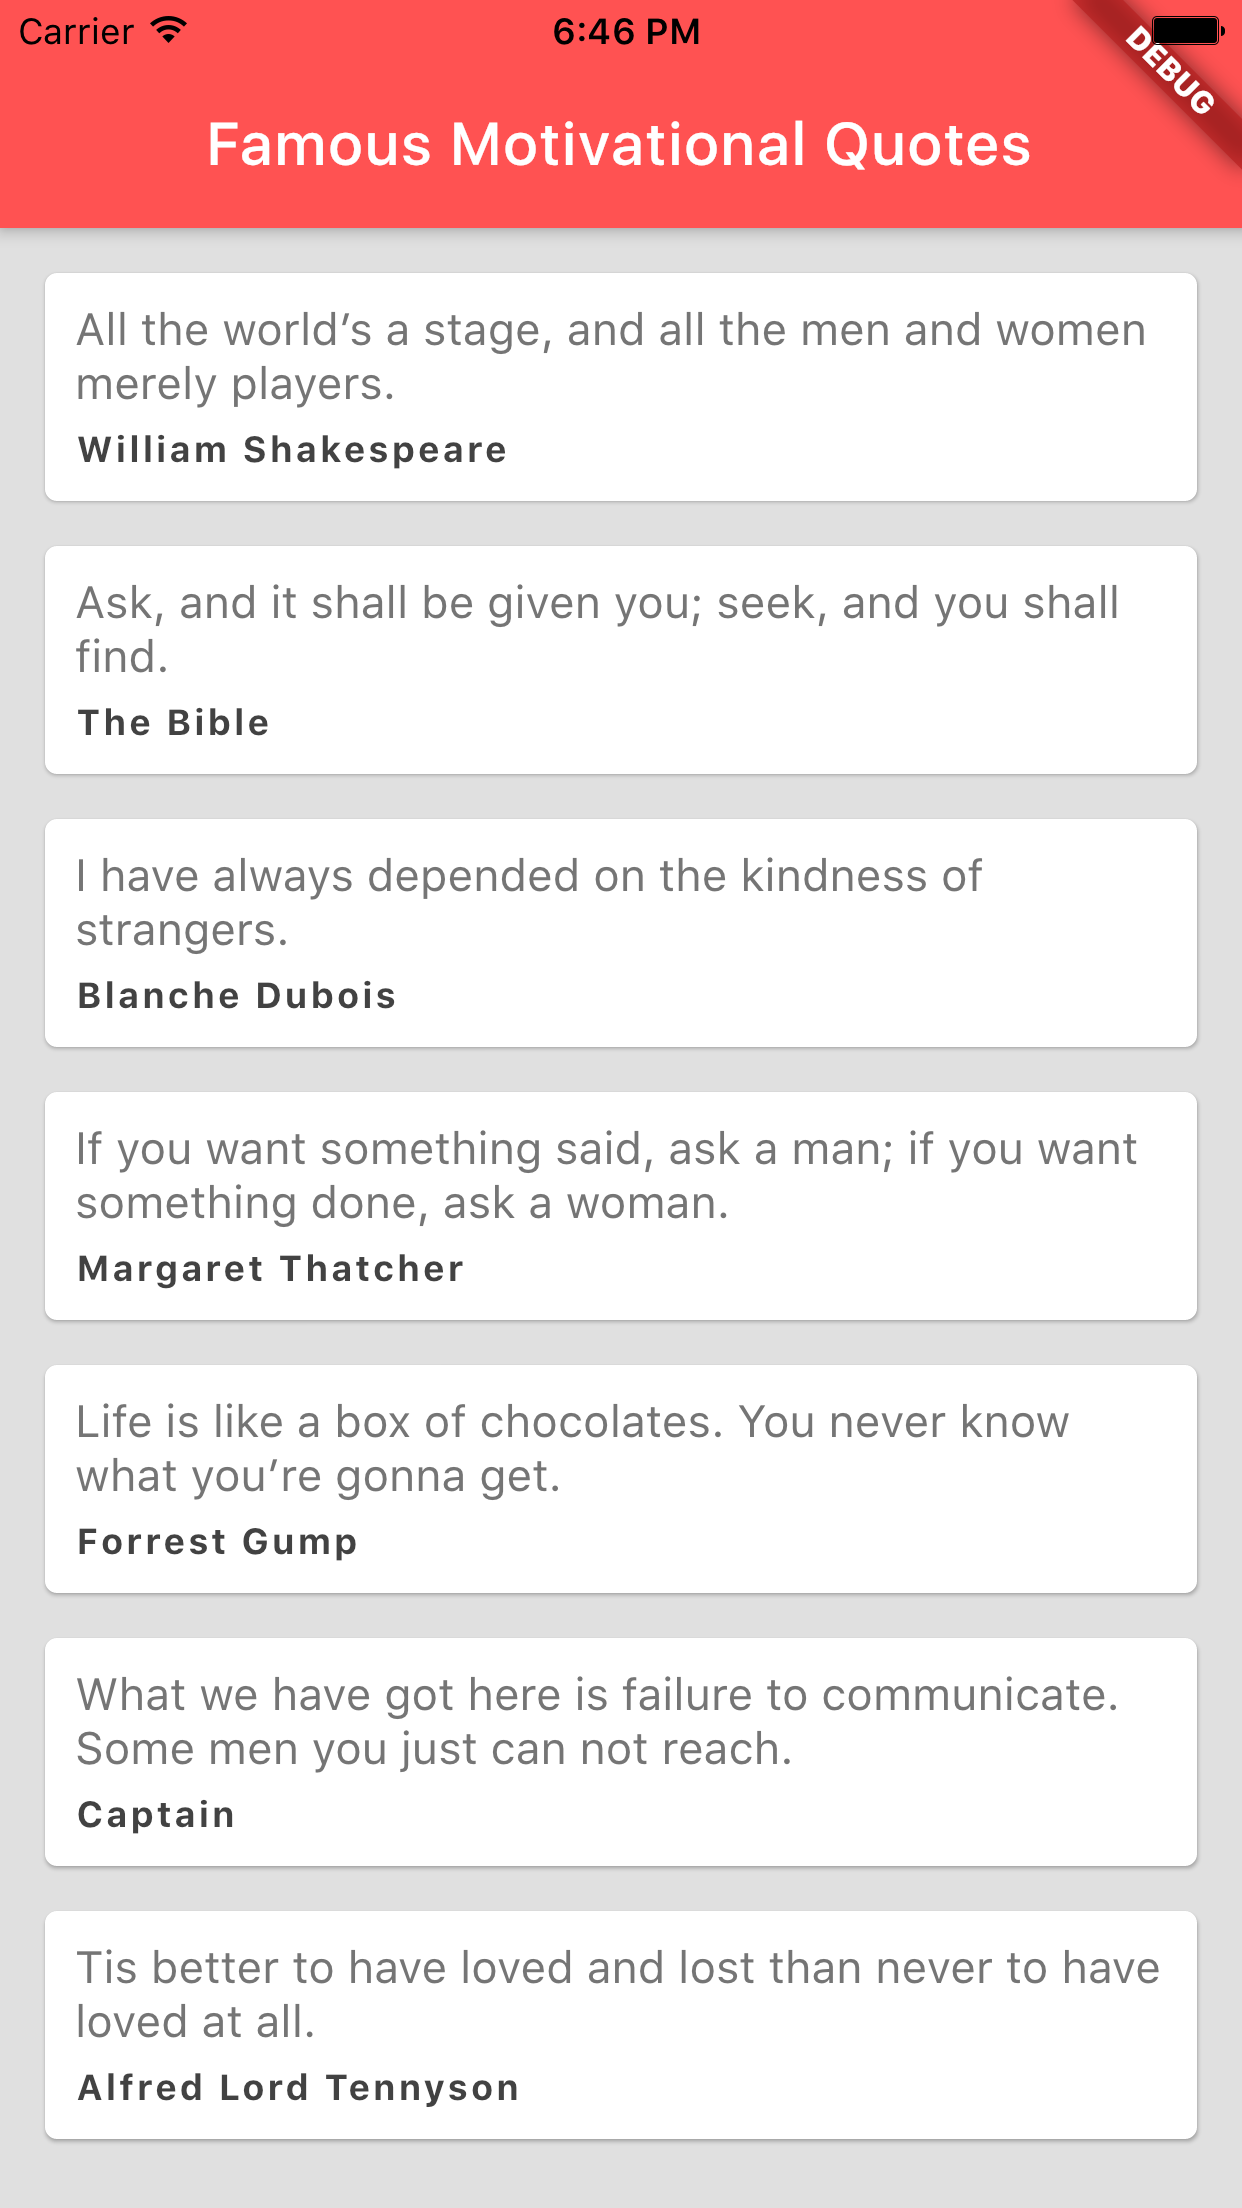 Carrier
6:46 PM
DEBUG
Famous Motivational Quotes
All the world’s a stage, and all the men and women
merely players.
William Shakespeare
Ask, and it shall be given you; seek, and you shall
find.
The Bible
I have always depended on the kindness of
strangers.
Blanche Dubois
If you want something said, ask a man; if you want
something done, ask a woman.
Margaret Thatcher
Life is like a box of chocolates. You never know
what you’re gonna get.
Forrest Gump
What we have got here is failure to communicate.
Some men you just can not reach.
Captain
Tis better to have loved and lost than never to have
loved at all.
Alfred Lord Tennyson